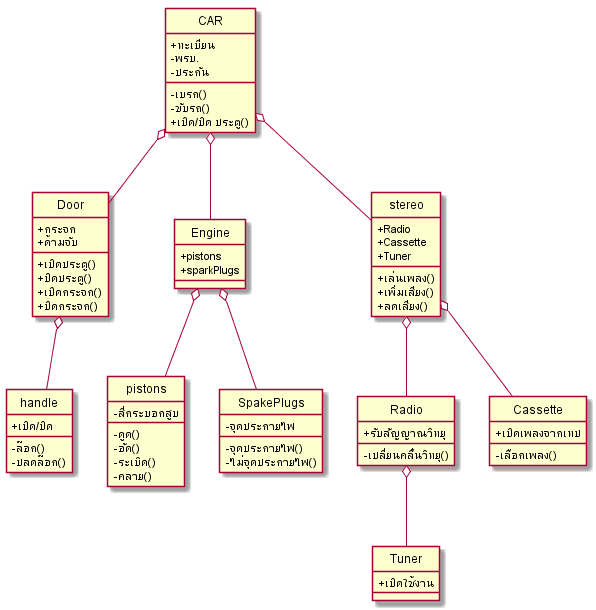 CAR
+ทะเบียน
-พรบ.
-ประกัน
-เบรก()
-ขับรถ()
+เปิด/ปิด ประตู()
Door
+กระจก
+ด้ามจับ
+เปิดประตู()
+ปิดประตู()
+เปิดกระจก()
+ปิดกระจก()
Engine
+pistons
+sparkPlugs
stereo
+Radio
+Cassette
+Tuner
+เล่นเพลง()
+เพิ่มเสียง()
+ลดเสียง()
handle
+เปิด/ปิด
-ล๊อก()
-ปลดล๊อก()
pistons
-สี่กระบอกสูบ
-ดูด()
-อัด()
-ระเบิด()
-คลาย()
SpakePlugs
-จุดประกายไฟ
-จุดประกายไฟ()
-ไม่จุดประกายไฟ()
Radio
+รับสัญญาณวิทยุ
-เปลี่ยนคลื่นวิทยุ()
Cassette
+เปิดเพลงจากเทป
-เลือกเพลง()
Tuner
+เปิดใช้งาน